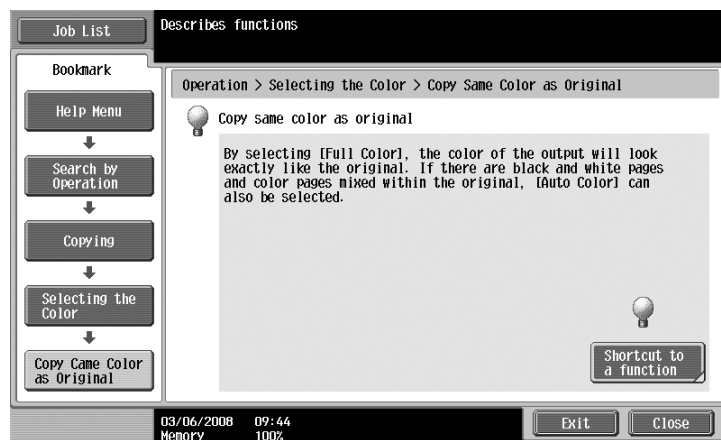 Job List
Describes functions
Bookmark
Operation > Selecting the Color > Copy Same Color as Original
Help Menu
Copy same color as original
By selecting [Full Color], the color of the output will look
exactly like the original. If there are black and white pages
and color pages mixed within the original, [Auto Color] can
also be selected.
Search by
Operation
Copying
Selecting the
Color
Copy Came Color
as Original
Shortcut to
a function
03/06/2008 09:44
Memory 100%
Exit
Close